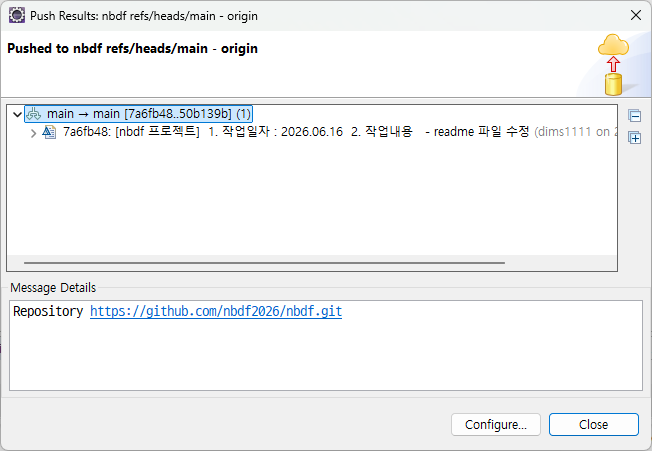 Push Results: nbdf refs/heads/main - origin
Pushed to nbdf refs/heads/main - origin
main → main [7a6fb48..50b139b] (1)
7a6fb48: [nbdf 프로젝트] 1. 작업일자 : 2026.06.16 2. 작업내용 - readme 파일 수정 (dims1111 on 2
Message Details
Repository https://github.com/nbdf2026/nbdf.git
Configure...
Close